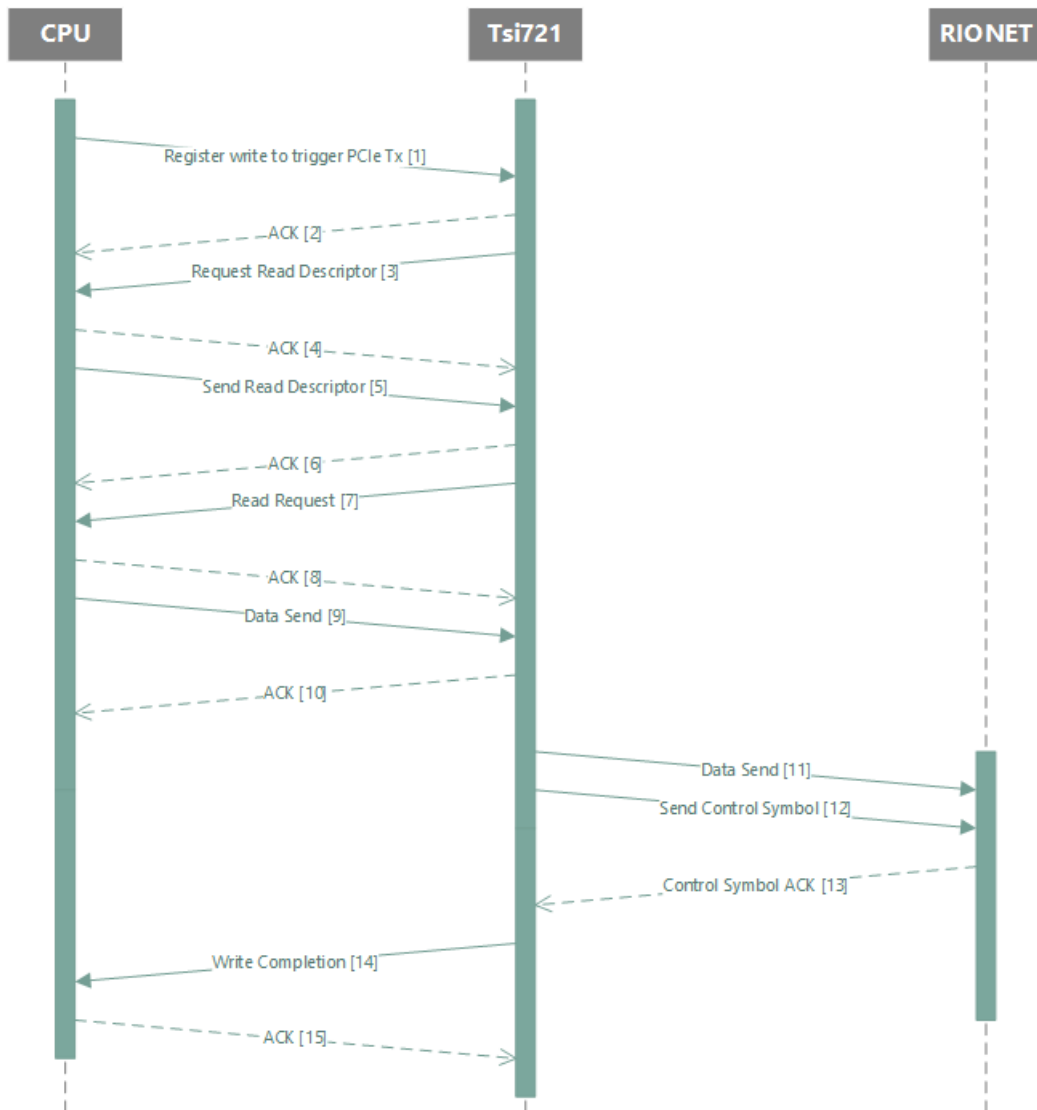 CPU
Tsi721
RIONET
Register write to trigger PCIe Tx [1]
ACK [2]
Request Read Descriptor [3]
ACK [4]
Send Read Descriptor [5]
ACK [6]
Read Request [7]
ACK [8]
Data Send [9]
ACK [10]
Data Send [11]
Send Control Symbol [12]
Control Symbol ACK [13]
Write Completion [14]
ACK [15]